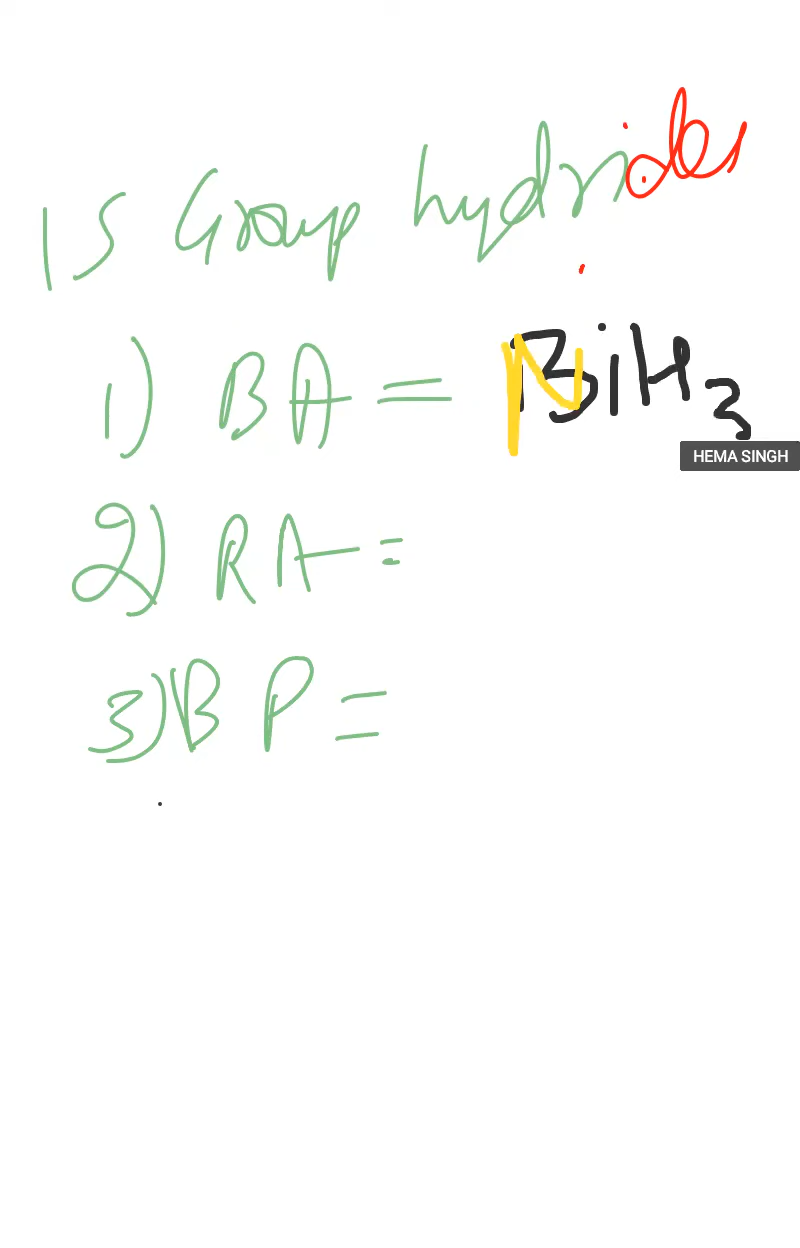 15 Group hydrides
1) BA = BiH3
HEMA SINGH
2) RA =
3) BP =